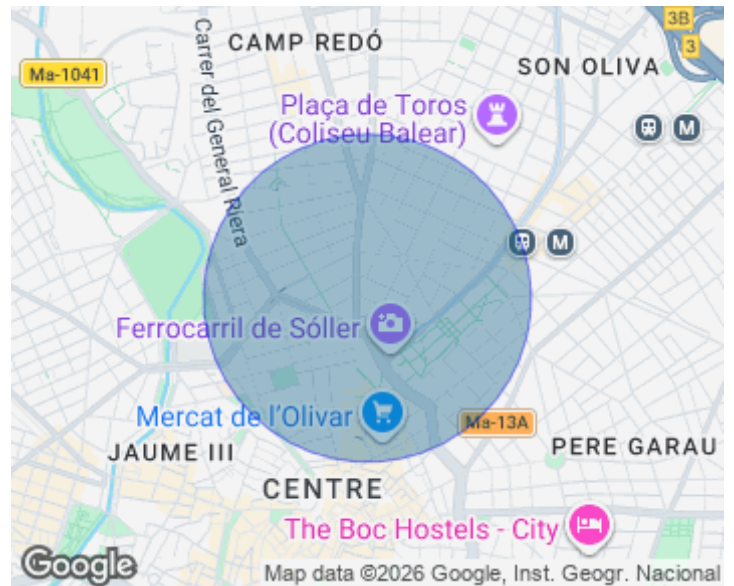 3B
CAMP REDÓ
3
SON OLIVA
Ma-1041
Carrer del General Riera
Plaça de Toros
(Coliseu Balear)
M
M
Ferrocarril de Sóller
Mercat de l'Olivar
Ma-13A
JAUME III
PERE GARAU
CENTRE
The Boc Hostels - City
Google
Map data ©2026 Google, Inst. Geogr. Nacional